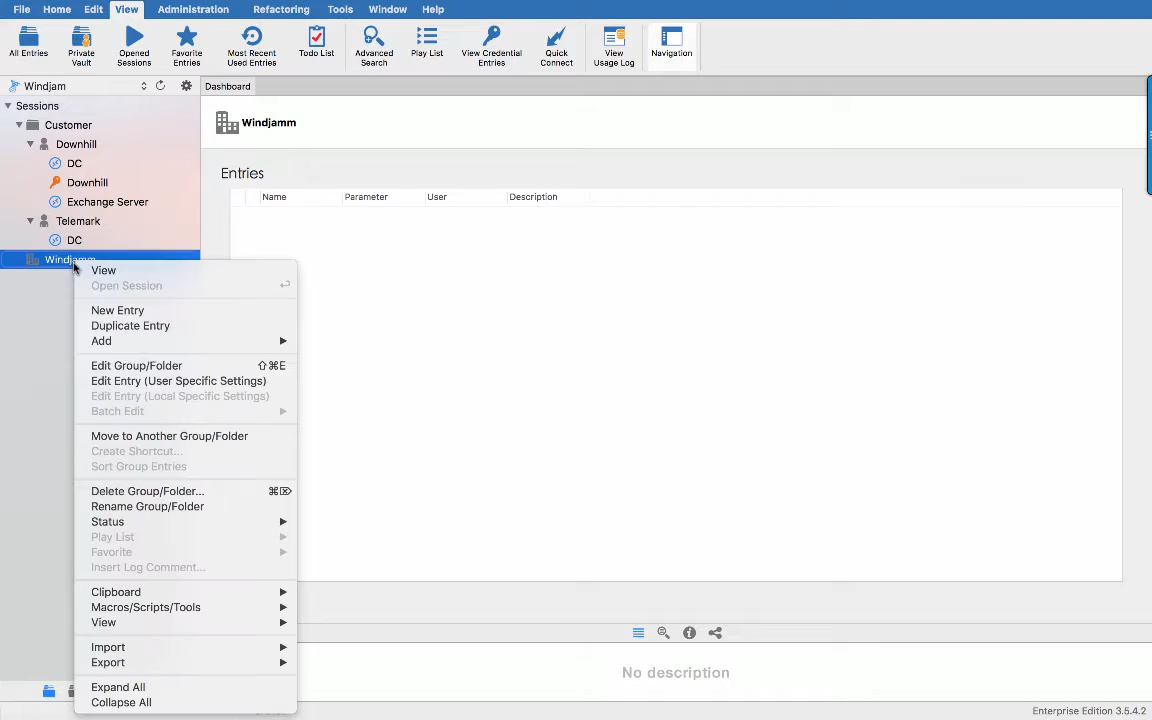 File Home Edit View Administration Refactoring Tools Window Help
All Entries
Private Vault
Opened Sessions
Favorite Entries
Most Recent Used Entries
Todo List
Advanced Search
Play List
View Credential Entries
Quick Connect
View Usage Log
Navigation
Windjam
Dashboard
Sessions
Customer
Downhill
DC
Downhill
Exchange Server
Telemark
DC
Windjamm
Windjamm
Entries
Name Parameter User Description
View
Open Session
New Entry
Duplicate Entry
Add
Edit Group/Folder ⇧⌘E
Edit Entry (User Specific Settings)
Edit Entry (Local Specific Settings)
Batch Edit
Move to Another Group/Folder
Create Shortcut...
Sort Group Entries
Delete Group/Folder... ⌘⌦
Rename Group/Folder
Status
Play List
Favorite
Insert Log Comment...
Clipboard
Macros/Scripts/Tools
View
Import
Export
Expand All
Collapse All
No description
Enterprise Edition 3.5.4.2